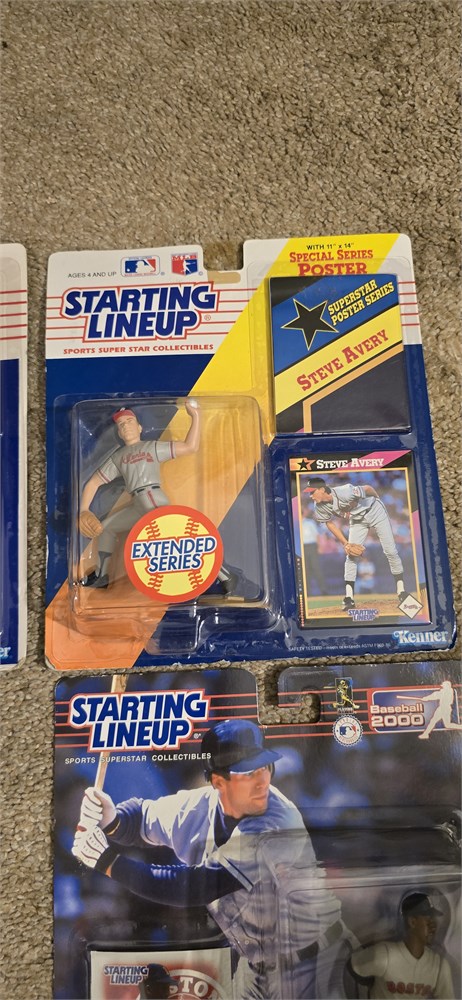 WITH 11" x 14"
SPECIAL SERIES
POSTER
AGES 4 AND UP
STARTING
LINEUP®
SPORTS SUPER STAR COLLECTIBLES
SUPERSTAR
POSTER SERIES
STEVE AVERY
STEVE AVERY
EXTENDED
SERIES
STARTING
LINEUP
Kenner
er
STARTING
LINEUP®
SPORTS SUPERSTAR COLLECTIBLES
Baseball
2000
STARTING
LINEUP